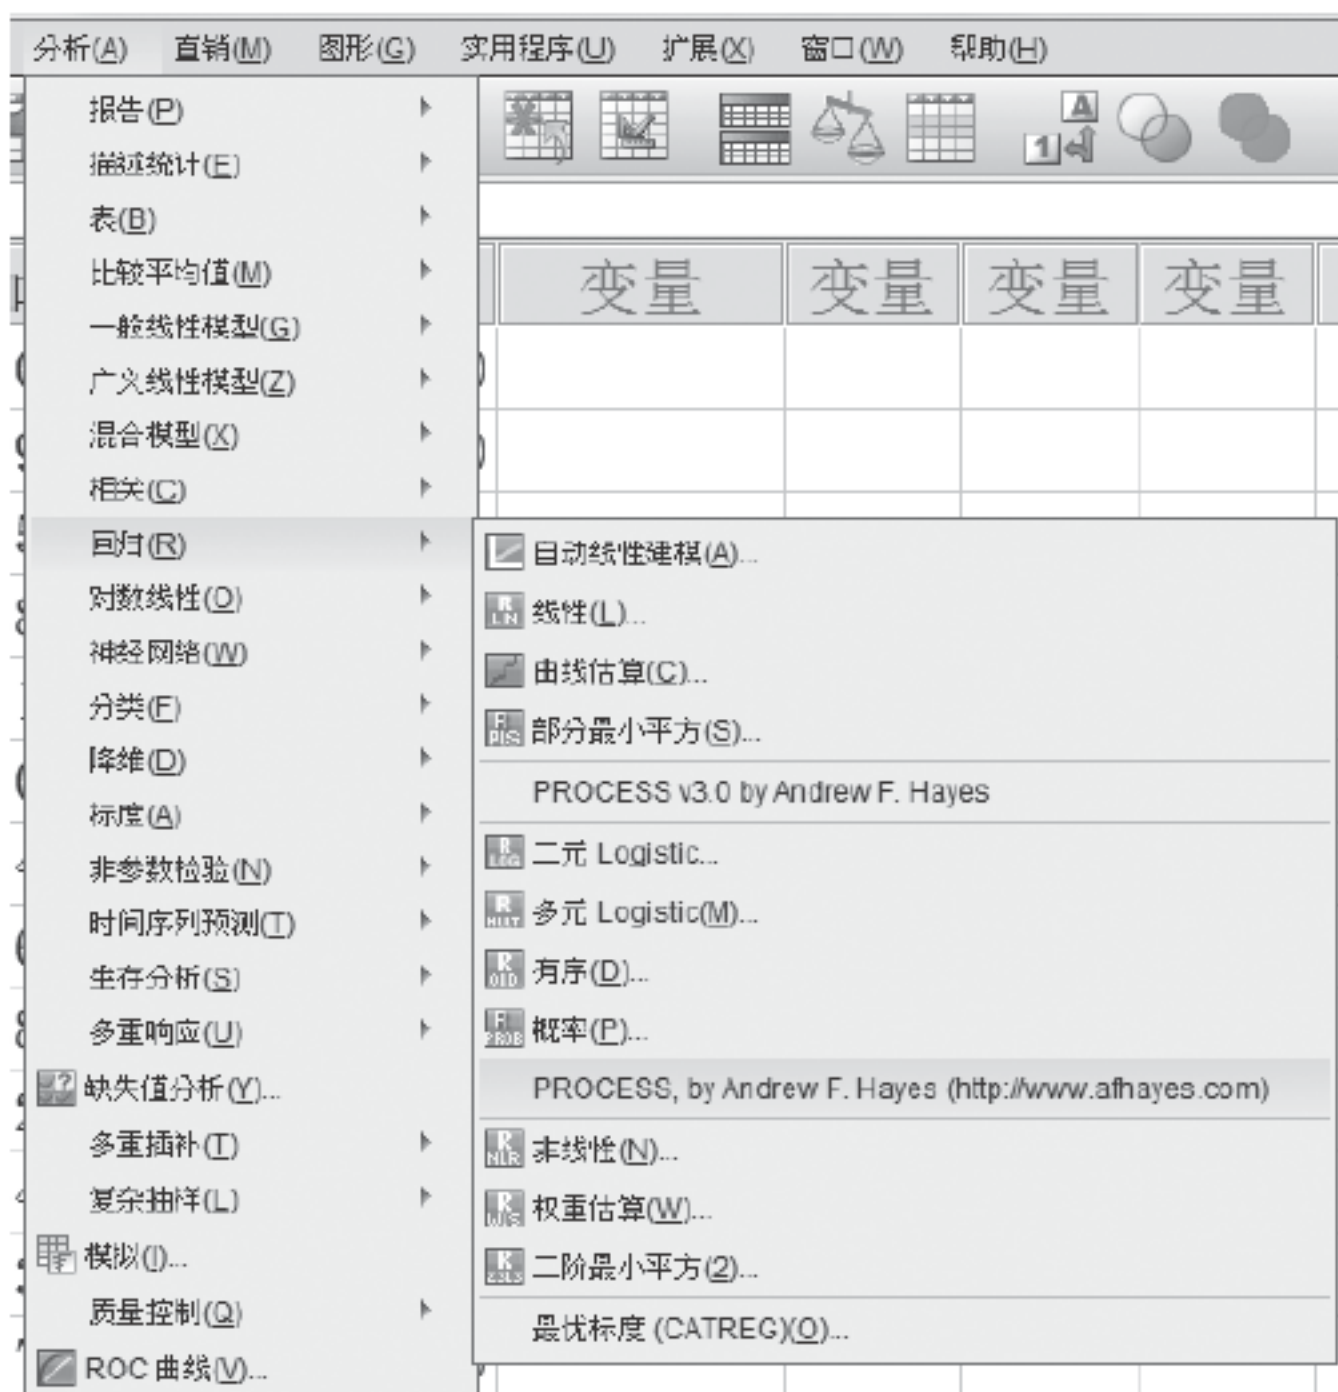 分析(A) 直销(M) 图形(G) 实用程序(U) 扩展(X) 窗口(W) 帮助(H)
报告(P)
描述统计(E)
表(B)
比较平均值(M)
一般线性模型(G)
广义线性模型(Z)
混合模型(X)
相关(C)
回归(R)
对数线性(O)
神经网络(W)
分类(F)
降维(D)
标度(A)
非参数检验(N)
时间序列预测(T)
生存分析(S)
多重响应(U)
缺失值分析(Y)...
多重插补(T)
复杂抽样(L)
模拟(I)...
质量控制(Q)
ROC 曲线(V)...
A
1
变量 变量 变量 变量
自动线性建模(A)...
线性(L)...
曲线估算(C)...
部分最小平方(S)...
PROCESS v3.0 by Andrew F. Hayes
二元 Logistic...
多元 Logistic(M)...
有序(D)...
概率(P)...
PROCESS, by Andrew F. Hayes (http://www.afhayes.com)
非线性(N)...
权重估算(W)...
二阶最小平方(2)...
最优标度 (CATREG)(O)...